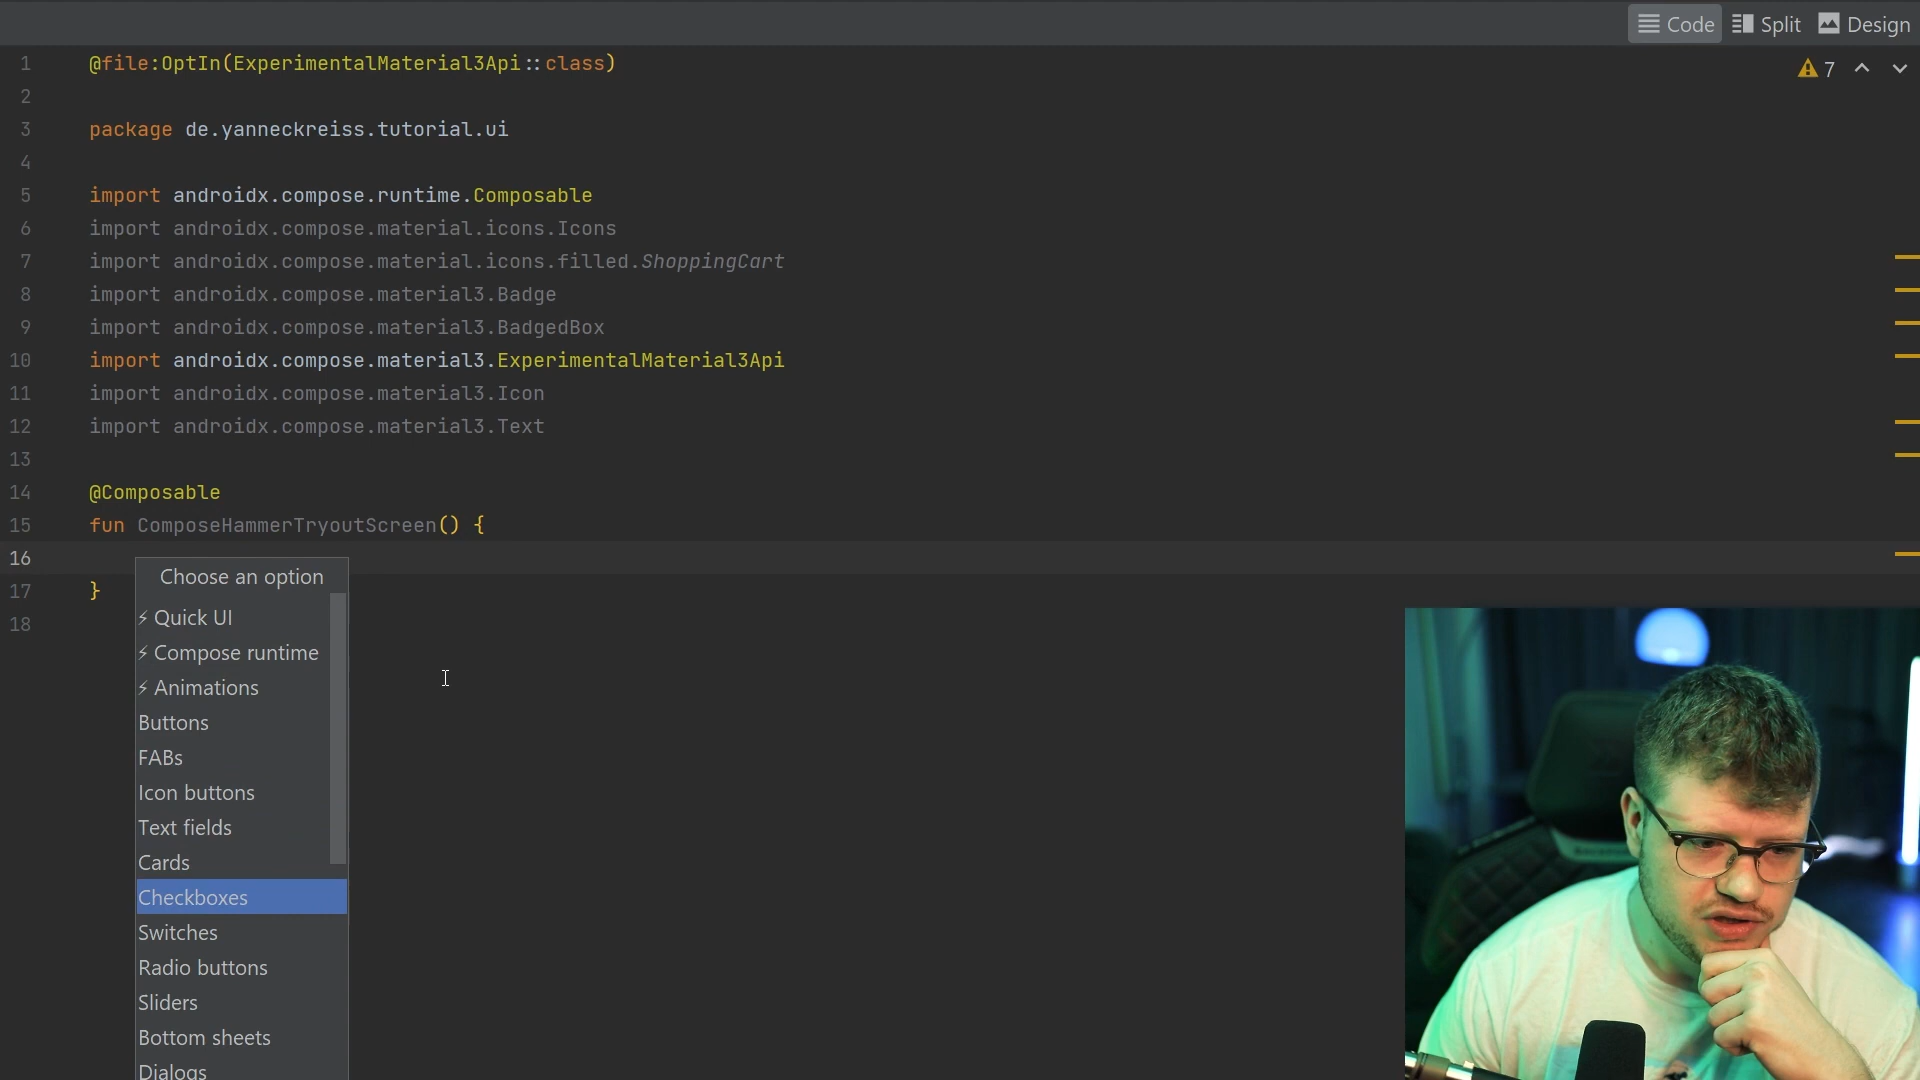 Code Split Design
1 @file:OptIn(ExperimentalMaterial3Api::class)
7
2
3 package de.yanneckreiss.tutorial.ui
4
5 import androidx.compose.runtime.Composable
6 import androidx.compose.material.icons.Icons
7 import androidx.compose.material.icons.filled.ShoppingCart
8 import androidx.compose.material3.Badge
9 import androidx.compose.material3.BadgedBox
10 import androidx.compose.material3.ExperimentalMaterial3Api
11 import androidx.compose.material3.Icon
12 import androidx.compose.material3.Text
13
14 @Composable
15 fun ComposeHammerTryoutScreen() {
16
17 }
18
Choose an option
⚡ Quick UI
⚡ Compose runtime
⚡ Animations
Buttons
FABs
Icon buttons
Text fields
Cards
Checkboxes
Switches
Radio buttons
Sliders
Bottom sheets
Dialogs